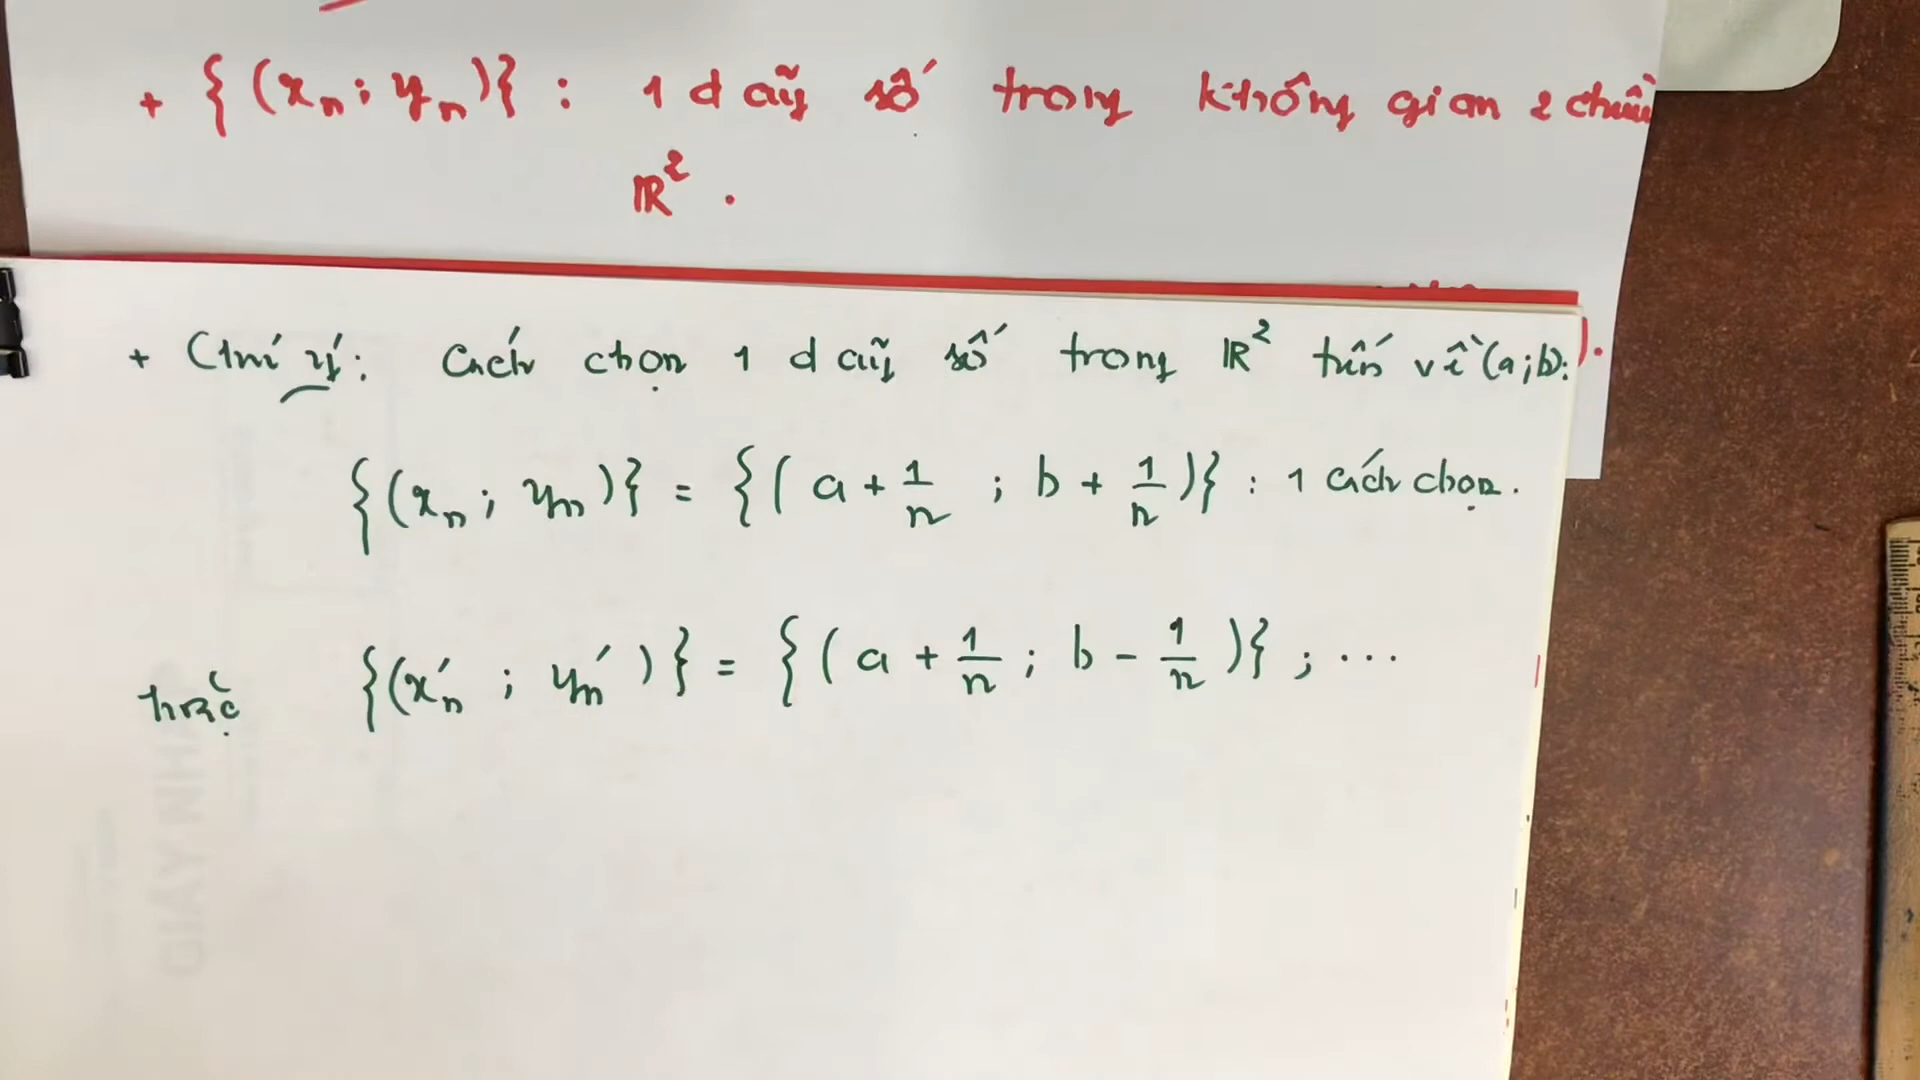 + {(xₙ; yₙ)} : 1 dãy số trong không gian 2 chiều
ℝ² .
+ Chú ý: Cách chọn 1 dãy số trong ℝ² tiến về (a; b):
{(xₙ; yₙ)} = {( a + 1/n ; b + 1/n )} : 1 cách chọn.
hoặc {(x'ₙ ; y'ₙ )} = {( a + 1/n ; b - 1/n )} ; ...